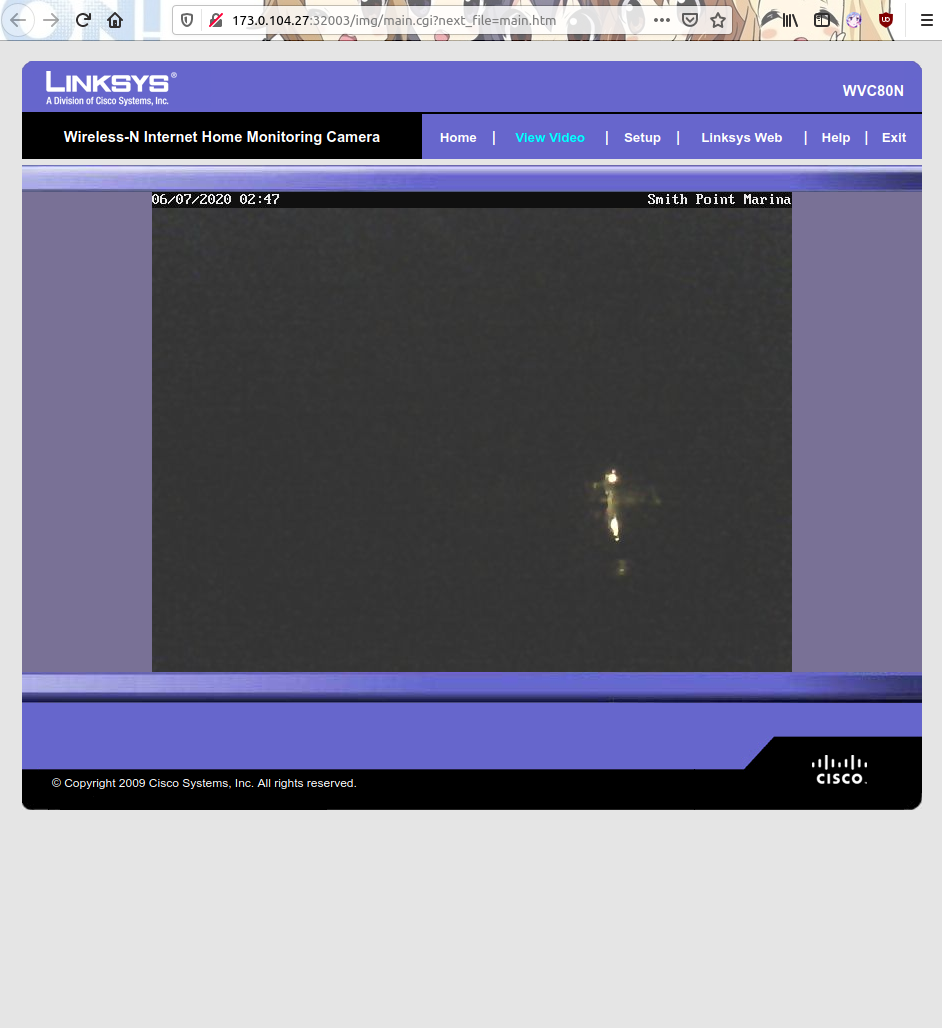 173.0.104.27:32003/img/main.cgi?next_file=main.htm
LINKSYS®
A Division of Cisco Systems, Inc.
WVC80N
Wireless-N Internet Home Monitoring Camera
Home | View Video | Setup | Linksys Web | Help | Exit
06/07/2020 02:47 Smith Point Marina
© Copyright 2009 Cisco Systems, Inc. All rights reserved.
CISCO.